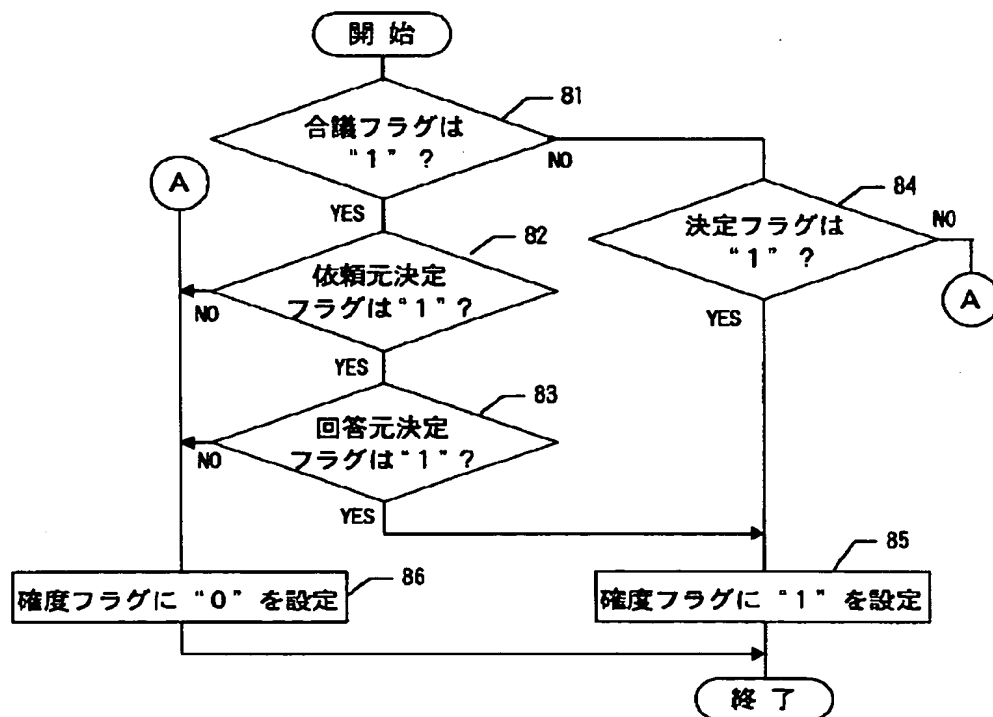 開始
81
合議フラグは
“1”？
NO
YES
A
84
決定フラグは
“1”？
NO
A
YES
82
依頼元決定
フラグは“1”？
NO
YES
83
回答元決定
フラグは“1”？
NO
YES
86
確度フラグに“0”を設定
85
確度フラグに“1”を設定
終了